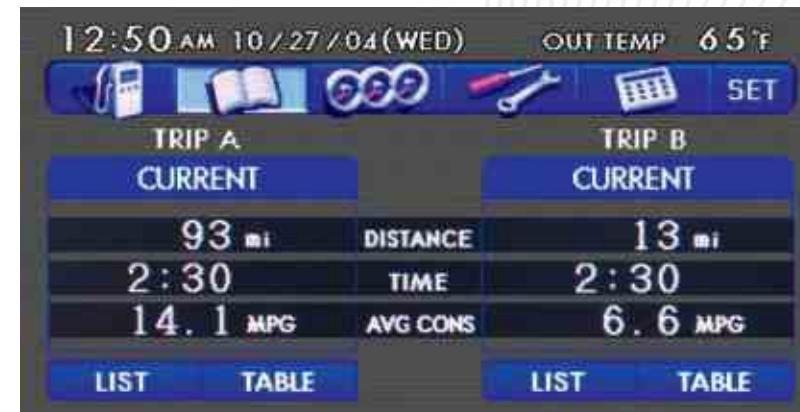 12:50 AM 10/27/04(WED) OUT TEMP 65°F
SET
TRIP A TRIP B
CURRENT CURRENT
93 mi DISTANCE 13 mi
2:30 TIME 2:30
14.1 MPG AVG CONS 6.6 MPG
LIST TABLE LIST TABLE